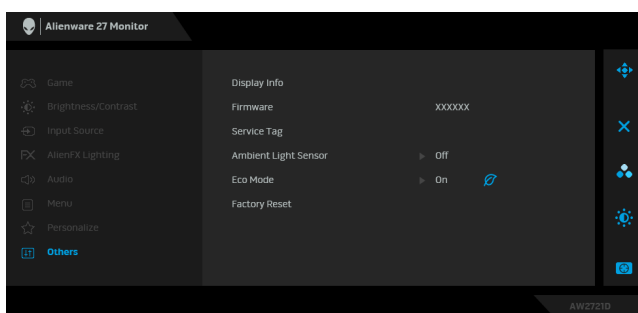 Alienware 27 Monitor
Game
Brightness/Contrast
Input Source
AlienFX Lighting
Audio
Menu
Personalize
Others
Display Info
Firmware XXXXXX
Service Tag
Ambient Light Sensor Off
Eco Mode On
Factory Reset
AW2721D